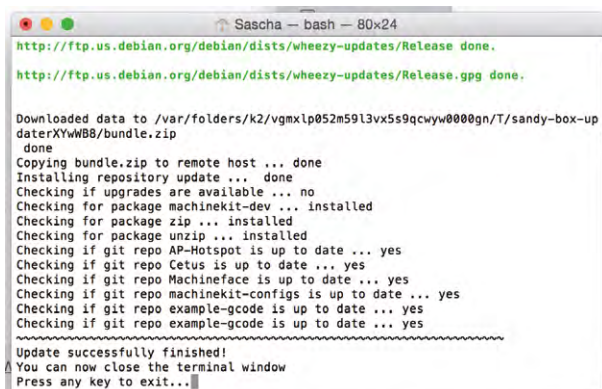 Sascha — bash — 80×24
http://ftp.us.debian.org/debian/dists/wheezy-updates/Release done.
http://ftp.us.debian.org/debian/dists/wheezy-updates/Release.gpg done.
Downloaded data to /var/folders/k2/vgmxlp052m59l3vx5s9qcwyw0000gn/T/sandy-box-up
daterXYwWB8/bundle.zip
done
Copying bundle.zip to remote host ... done
Installing repository update ... done
Checking if upgrades are available ... no
Checking for package machinekit-dev ... installed
Checking for package zip ... installed
Checking for package unzip ... installed
Checking if git repo AP-Hotspot is up to date ... yes
Checking if git repo Cetus is up to date ... yes
Checking if git repo Machineface is up to date ... yes
Checking if git repo machinekit-configs is up to date ... yes
Checking if git repo example-gcode is up to date ... yes
Checking if git repo example-gcode is up to date ... yes
~~~~~~~~~~~~~~~~~~~~~~~~~~~~~~~~~~~~~~~~~~~~~~~~~~~~~~~~~~~~~~~~~~~~~
Update successfully finished!
You can now close the terminal window
Press any key to exit...